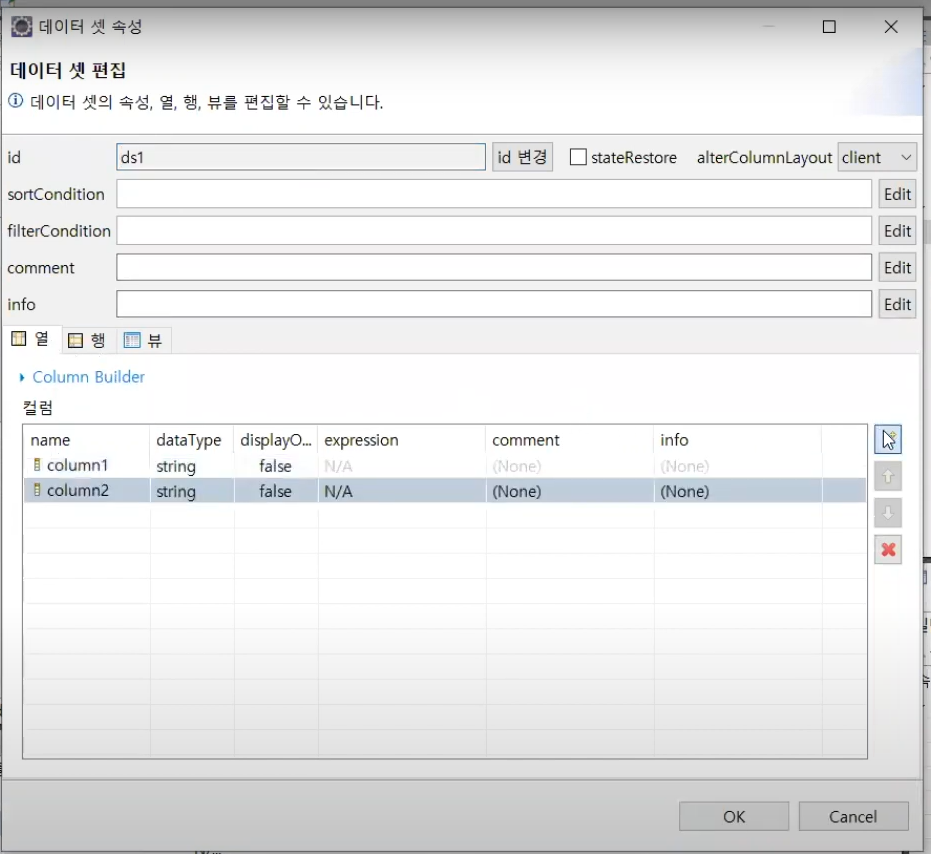 데이터 셋 속성
데이터 셋 편집
데이터 셋의 속성, 열, 행, 뷰를 편집할 수 있습니다.
id ds1 id 변경 stateRestore alterColumnLayout client
sortCondition Edit
filterCondition Edit
comment Edit
info Edit
열 행 뷰
Column Builder
컬럼
name dataType displayO... expression comment info
column1 string false N/A (None) (None)
column2 string false N/A (None) (None)
OK Cancel